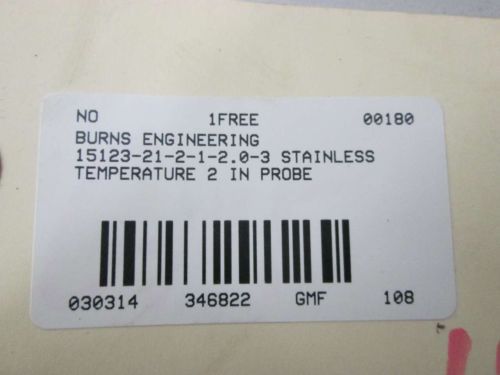 NO 1FREE 00180
BURNS ENGINEERING
15123-21-2-1-2.0-3 STAINLESS
TEMPERATURE 2 IN PROBE
030314 346822 GMF 108